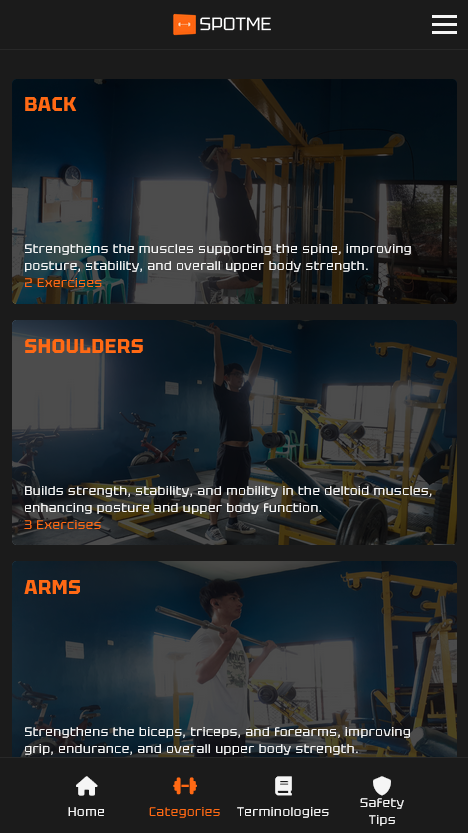 SPOTME
BACK
Strengthens the muscles supporting the spine, improving
posture, stability, and overall upper body strength.
2 Exercises
SHOULDERS
Builds strength, stability, and mobility in the deltoid muscles,
enhancing posture and upper body function.
3 Exercises
ARMS
Strengthens the biceps, triceps, and forearms, improving
grip, endurance, and overall upper body strength.
Home
Categories
Terminologies
Safety
Tips